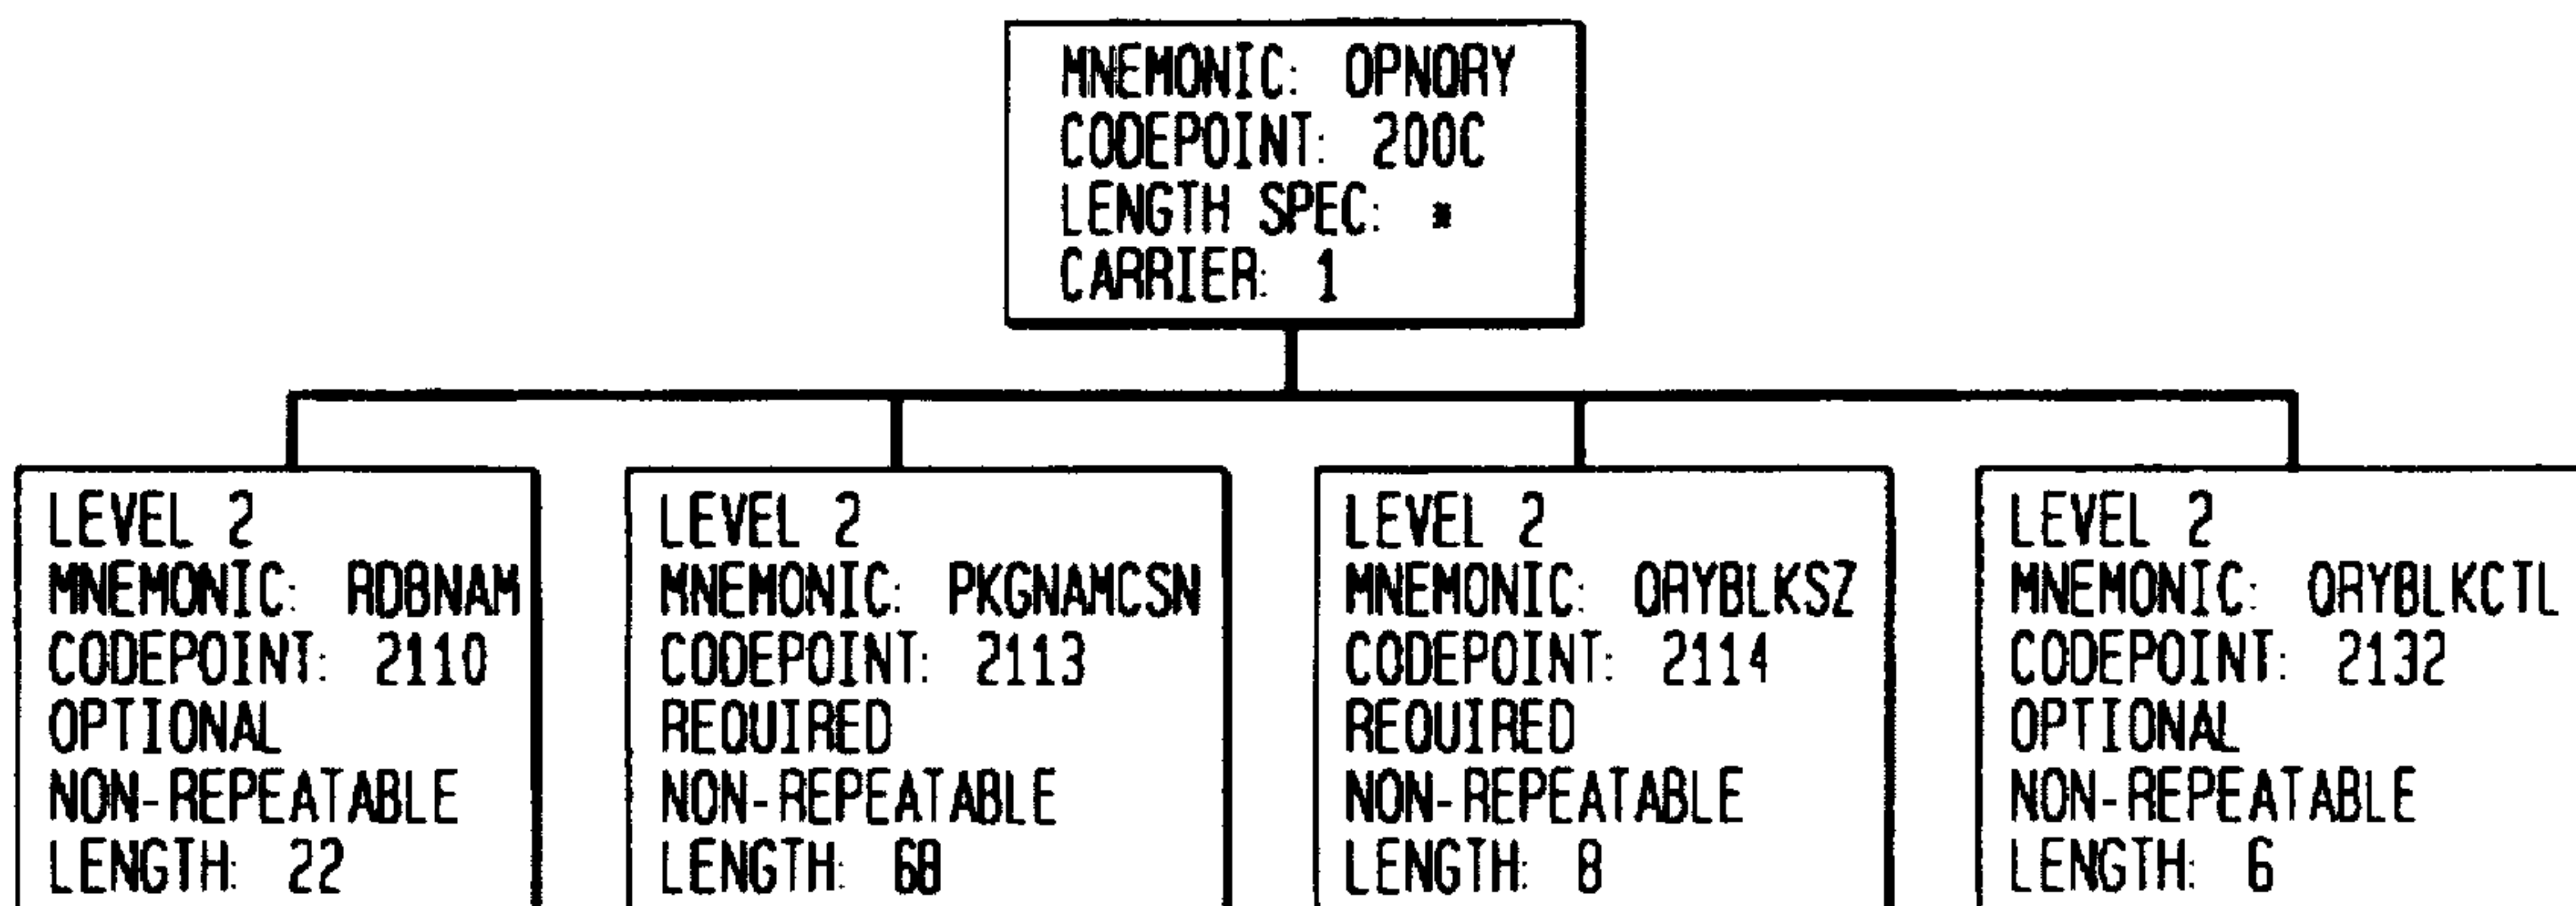 MNEMONIC: OPNQRY
CODEPOINT: 200C
LENGTH SPEC: *
CARRIER: 1
LEVEL 2
MNEMONIC: RDBNAM
CODEPOINT: 2110
OPTIONAL
NON-REPEATABLE
LENGTH: 22
LEVEL 2
MNEMONIC: PKGNAMCSN
CODEPOINT: 2113
REQUIRED
NON-REPEATABLE
LENGTH: 68
LEVEL 2
MNEMONIC: QRYBLKSZ
CODEPOINT: 2114
REQUIRED
NON-REPEATABLE
LENGTH: 8
LEVEL 2
MNEMONIC: QRYBLKCTL
CODEPOINT: 2132
OPTIONAL
NON-REPEATABLE
LENGTH: 6